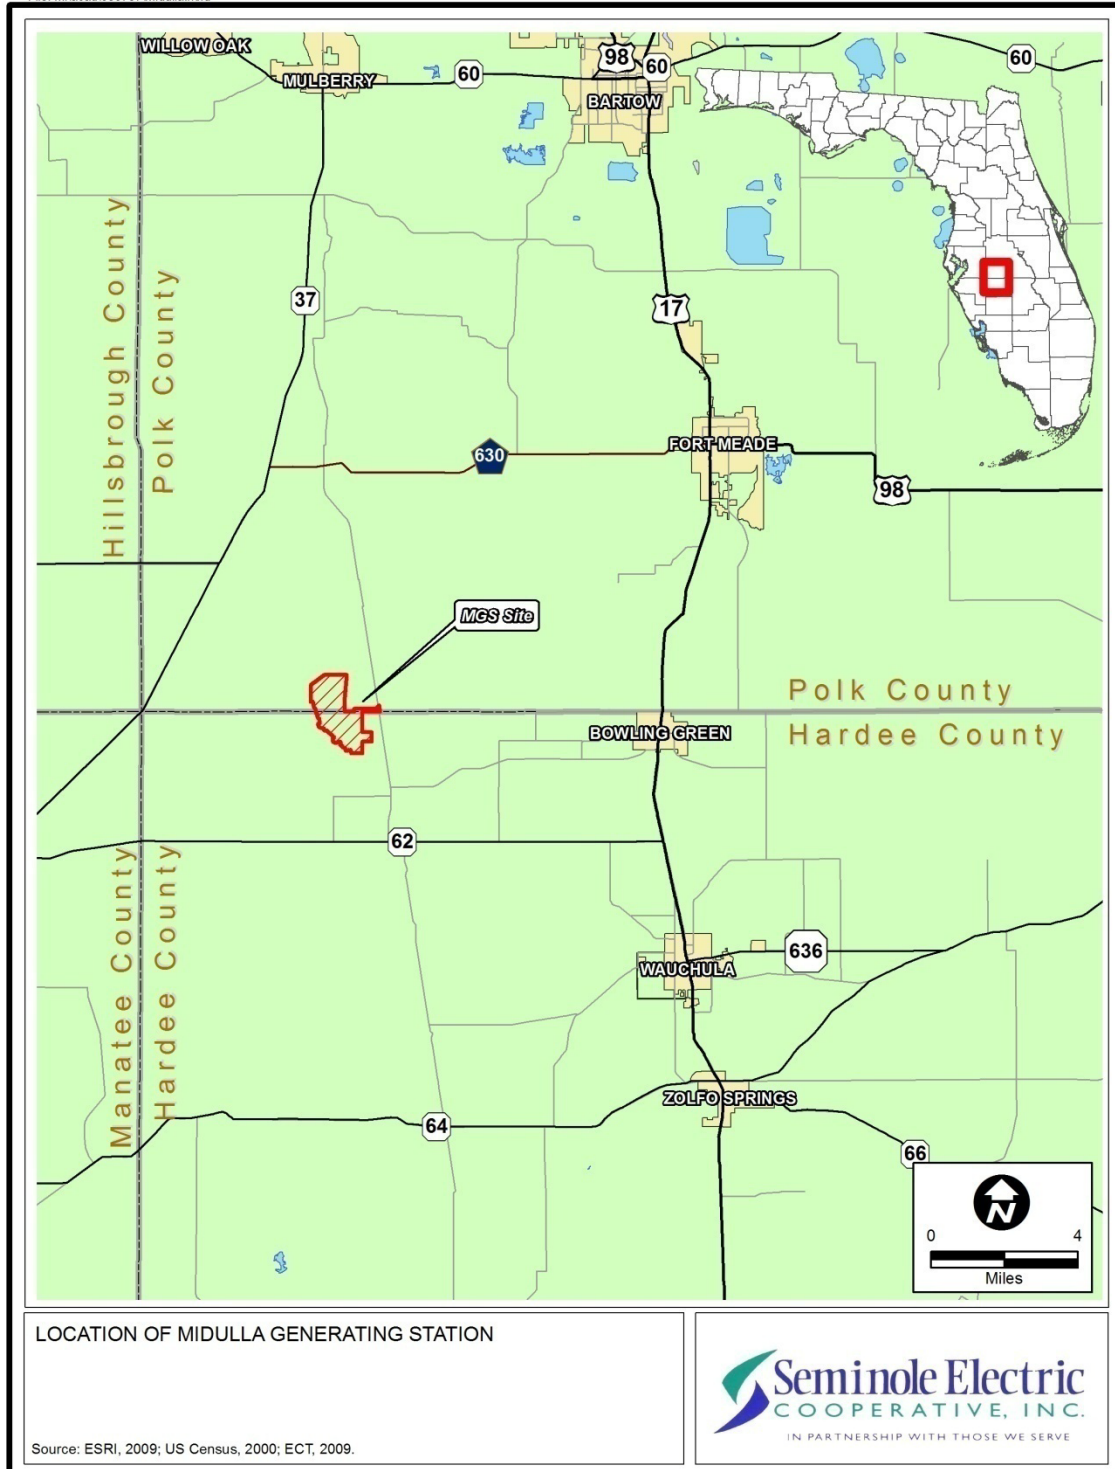 WILLOW OAK
MULBERRY
60
98
60
BARTOW
60
37
17
Hillsborough County
Polk County
FORT MEADE
630
98
MGS Site
Polk County
Hardee County
BOWLING GREEN
62
Manatee County
Hardee County
636
WAUCHULA
ZOLFO SPRINGS
64
66
N
0 4
Miles
LOCATION OF MIDULLA GENERATING STATION
Source: ESRI, 2009; US Census, 2000; ECT, 2009.
Seminole Electric
COOPERATIVE, INC.
IN PARTNERSHIP WITH THOSE WE SERVE